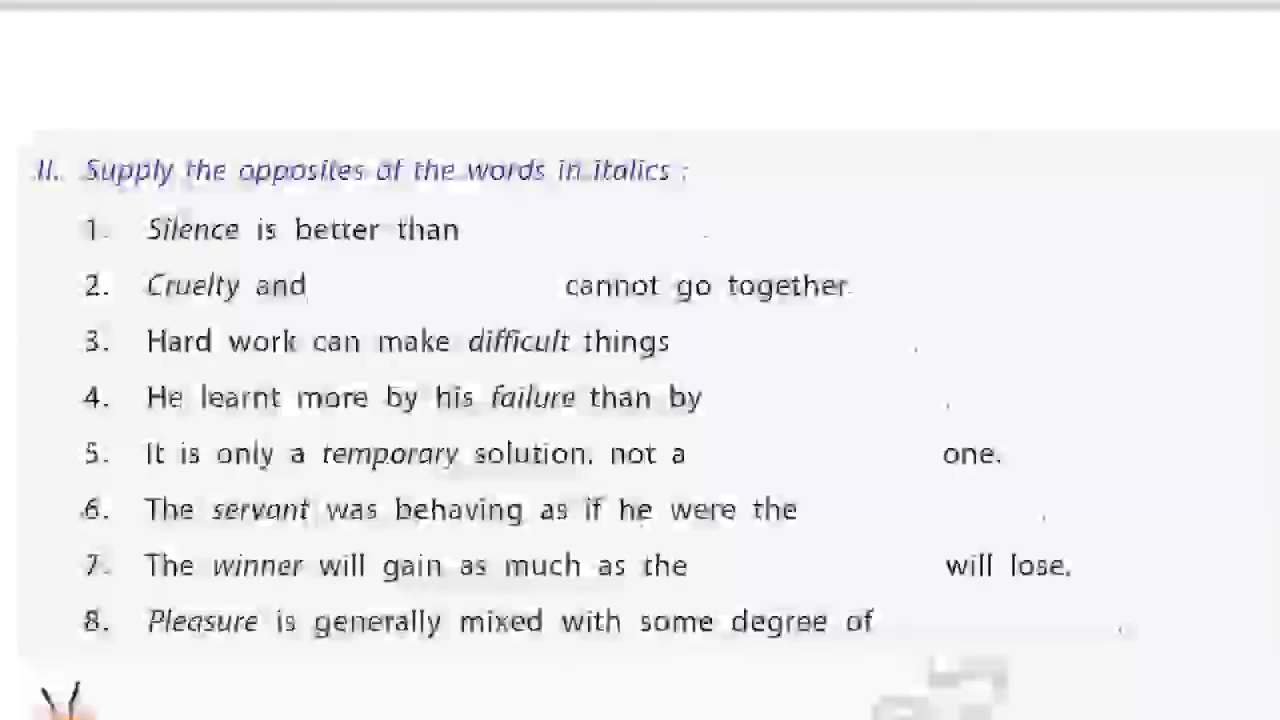 II. Supply the opposites of the words in italics :
1. Silence is better than .
2. Cruelty and cannot go together.
3. Hard work can make difficult things .
4. He learnt more by his failure than by .
5. It is only a temporary solution, not a one.
6. The servant was behaving as if he were the .
7. The winner will gain as much as the will lose.
8. Pleasure is generally mixed with some degree of .